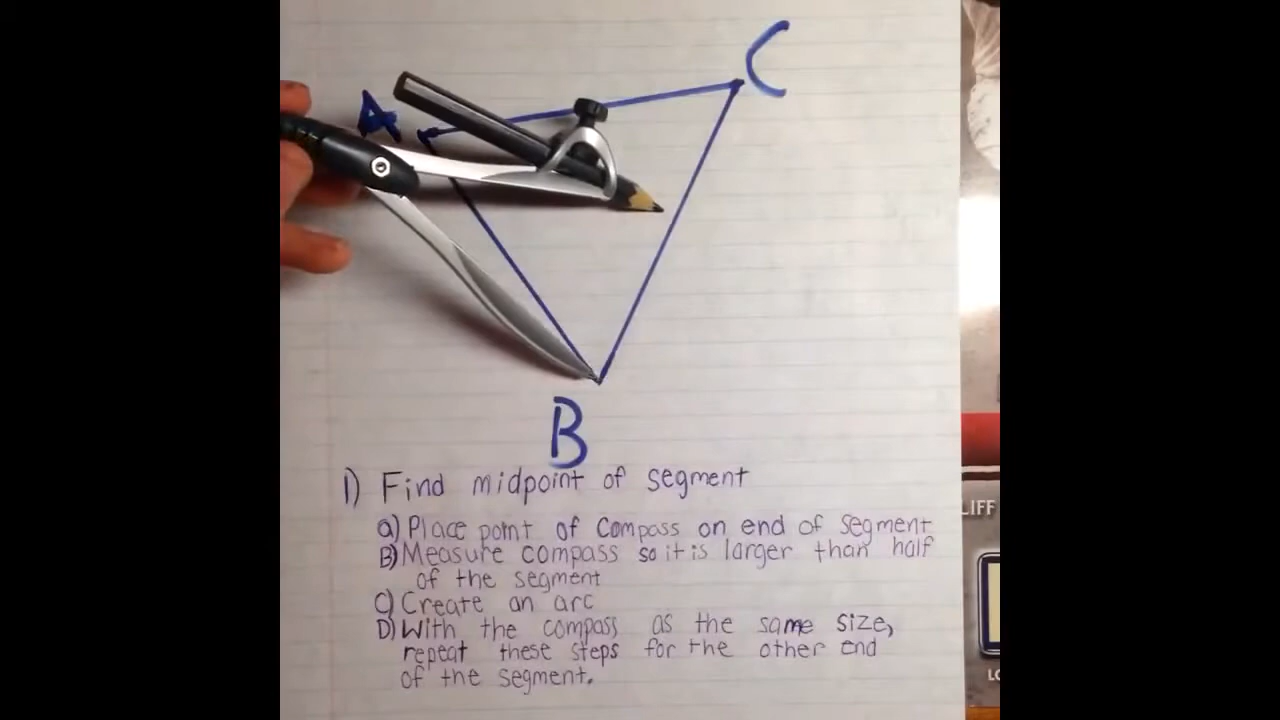 A
C
B
1) Find midpoint of segment
a) Place point of compass on end of segment
B) Measure compass so it is larger than half
of the segment
C) Create an arc
D) With the compass as the same size,
repeat these steps for the other end
of the segment.
LIFF